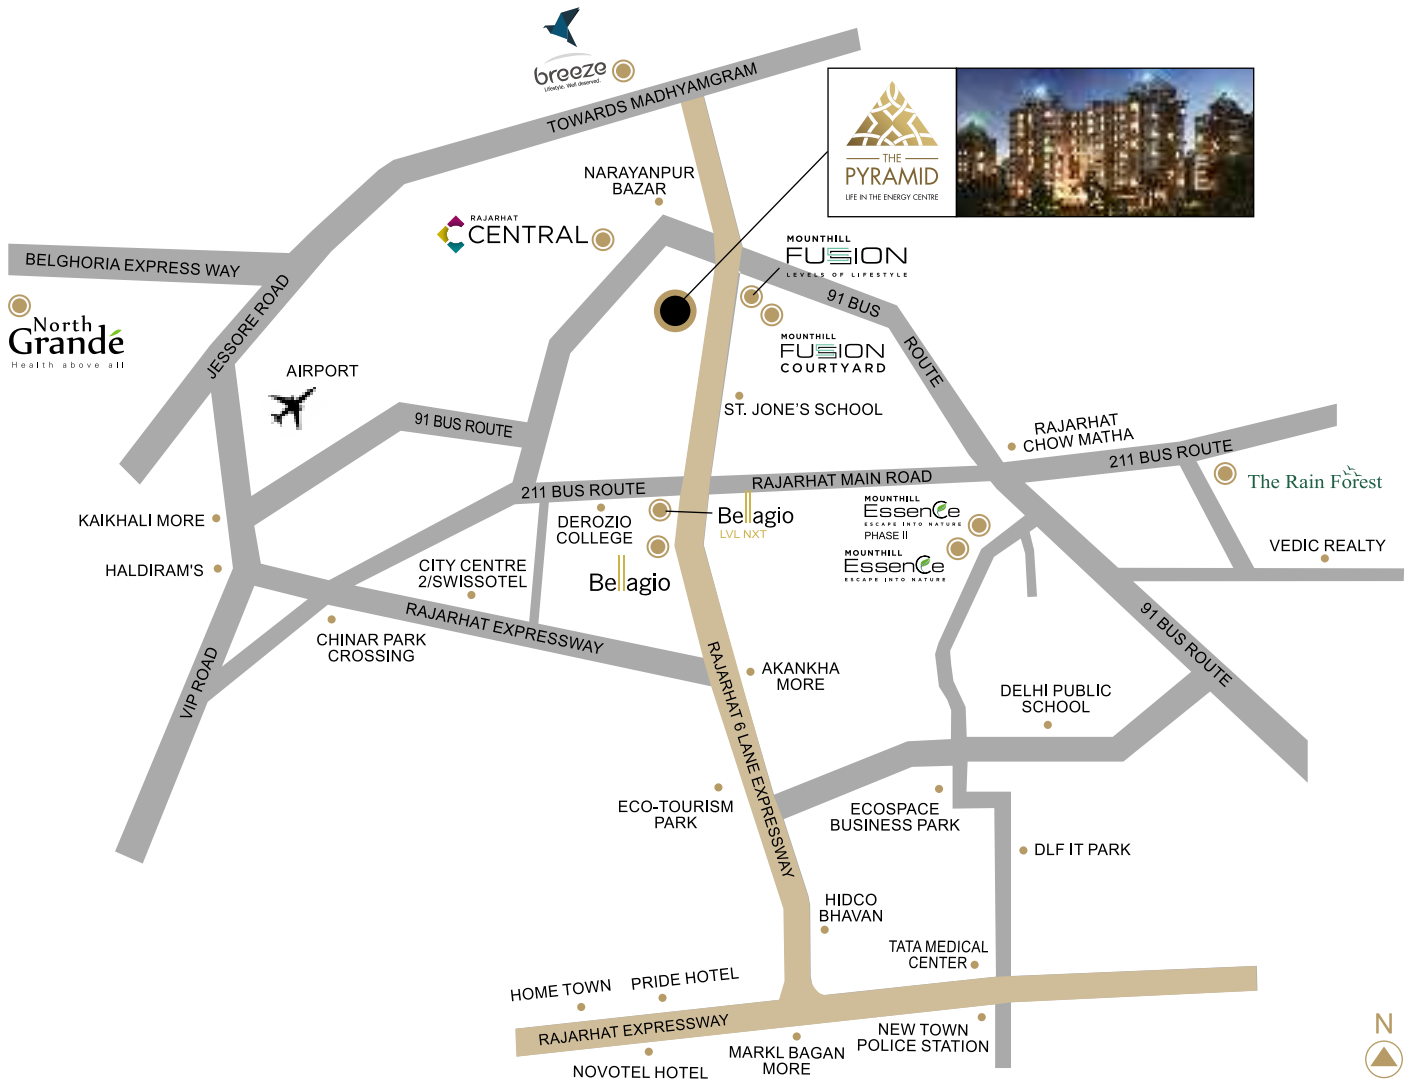 breeze
Lifestyle. Well deserved.
TOWARDS MADHYAMGRAM
THE
PYRAMID
LIFE IN THE ENERGY CENTRE
NARAYANPUR
BAZAR
RAJARHAT
CENTRAL
MOUNTHILL
FUSION
LEVELS OF LIFESTYLE
BELGHORIA EXPRESS WAY
JESSORE ROAD
91 BUS
ROUTE
North
Grandé
Health above all
MOUNTHILL
FUSION
COURTYARD
AIRPORT
ST. JONE'S SCHOOL
91 BUS ROUTE
RAJARHAT
CHOW MATHA
211 BUS ROUTE
The Rain Forest
RAJARHAT MAIN ROAD
211 BUS ROUTE
KAIKHALI MORE
DEROZIO
COLLEGE
Bellagio
LVL NXT
MOUNTHILL
EssenCe
ESCAPE INTO NATURE
PHASE II
MOUNTHILL
EssenCe
ESCAPE INTO NATURE
VEDIC REALTY
HALDIRAM'S
CITY CENTRE
2/SWISSOTEL
Bellagio
RAJARHAT EXPRESSWAY
91 BUS ROUTE
CHINAR PARK
CROSSING
VIP ROAD
AKANKHA
MORE
RAJARHAT 6 LANE EXPRESSWAY
DELHI PUBLIC
SCHOOL
ECO-TOURISM
PARK
ECOSPACE
BUSINESS PARK
DLF IT PARK
HIDCO
BHAVAN
TATA MEDICAL
CENTER
HOME TOWN
PRIDE HOTEL
RAJARHAT EXPRESSWAY
NEW TOWN
POLICE STATION
MARKL BAGAN
MORE
NOVOTEL HOTEL
N